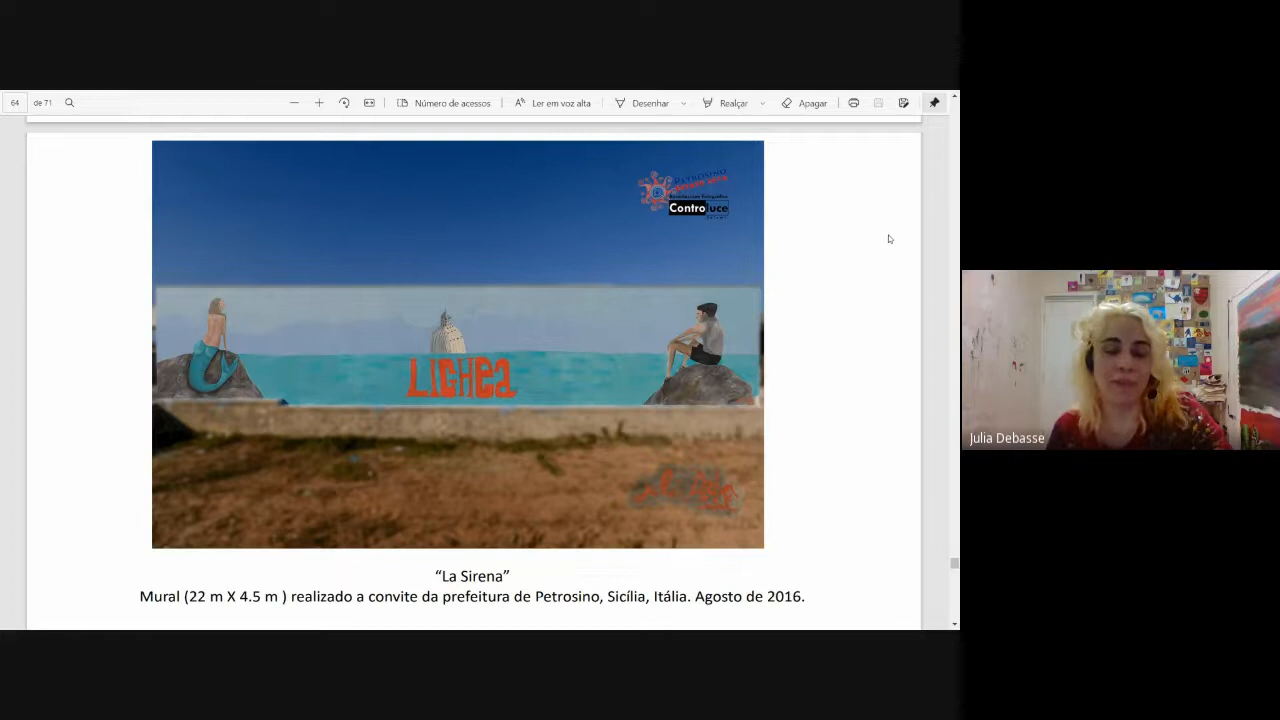 64 de 71 Número de acessos Ler em voz alta Desenhar Realçar Apagar
PETROSINO
Controluce
LIGHEA
Julia Debasse
“La Sirena”
Mural (22 m X 4.5 m ) realizado a convite da prefeitura de Petrosino, Sicília, Itália. Agosto de 2016.